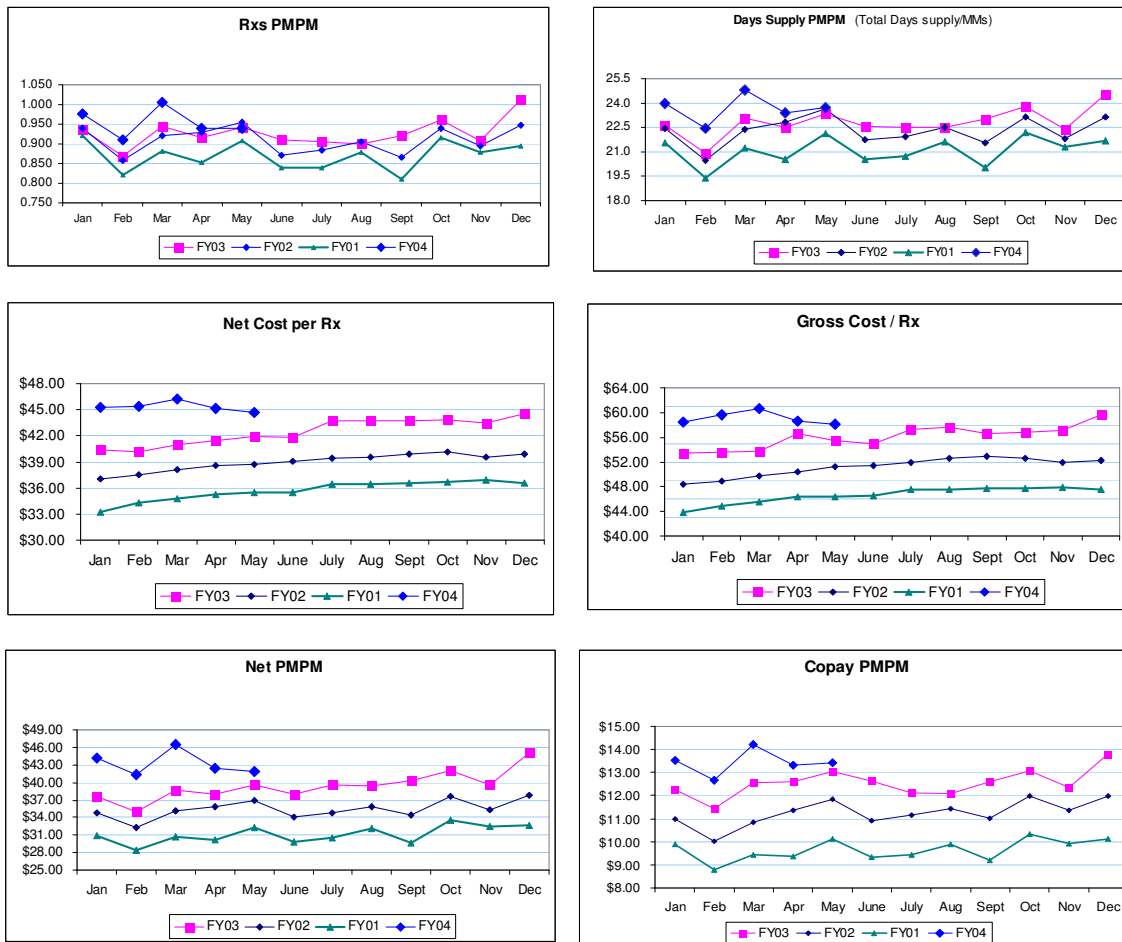 Rxs PMPM
1.050
1.000
0.950
0.900
0.850
0.800
0.750
Jan Feb Mar Apr May June July Aug Sept Oct Nov Dec
FY03 FY02 FY01 FY04
Days Supply PMPM (Total Days supply/MMs)
25.5
24.0
22.5
21.0
19.5
18.0
Jan Feb Mar Apr May June July Aug Sept Oct Nov Dec
FY03 FY02 FY01 FY04
Net Cost per Rx
$48.00
$45.00
$42.00
$39.00
$36.00
$33.00
$30.00
Jan Feb Mar Apr May June July Aug Sept Oct Nov Dec
FY03 FY02 FY01 FY04
Gross Cost / Rx
$64.00
$60.00
$56.00
$52.00
$48.00
$44.00
$40.00
Jan Feb Mar Apr May June July Aug Sept Oct Nov Dec
FY03 FY02 FY01 FY04
Net PMPM
$49.00
$46.00
$43.00
$40.00
$37.00
$34.00
$31.00
$28.00
$25.00
Jan Feb Mar Apr May June July Aug Sept Oct Nov Dec
FY03 FY02 FY01 FY04
Copay PMPM
$15.00
$14.00
$13.00
$12.00
$11.00
$10.00
$9.00
$8.00
Jan Feb Mar Apr May June July Aug Sept Oct Nov Dec
FY03 FY02 FY01 FY04